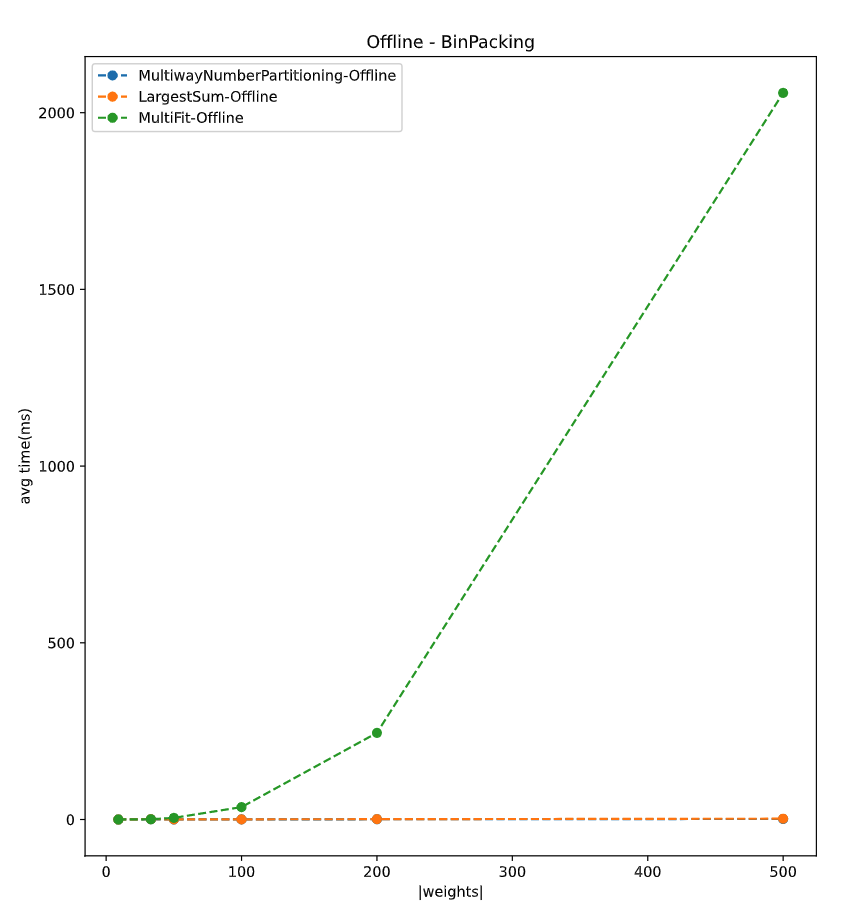 Offline - BinPacking
MultiwayNumberPartitioning-Offline
LargestSum-Offline
MultiFit-Offline
2000
1500
1000
500
0
avg time(ms)
0 100 200 300 400 500
|weights|